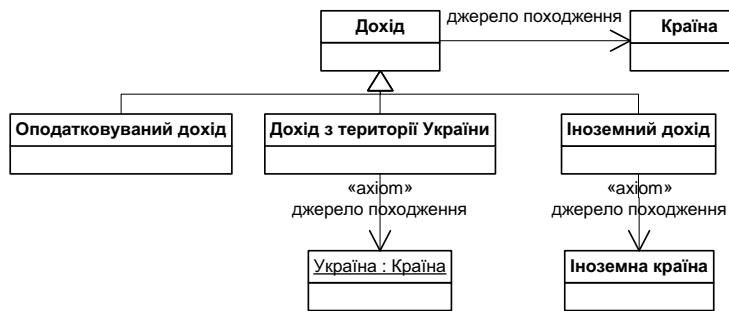 Дохід
джерело походження
Країна
Оподатковуваний дохід
Дохід з території України
Іноземний дохід
«axiom»
джерело походження
«axiom»
джерело походження
Україна : Країна
Іноземна країна